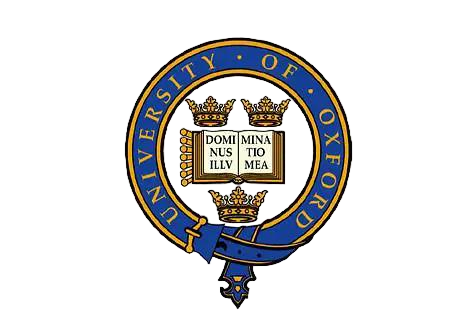 UNIVERSITY · OF · OXFORD
DOMI
NUS
ILLV
MINA
TIO
MEA